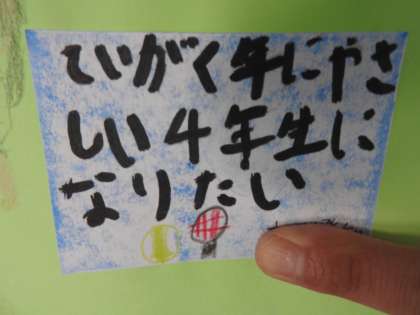 ていがく年にやさ
しい4年生に
なりたい